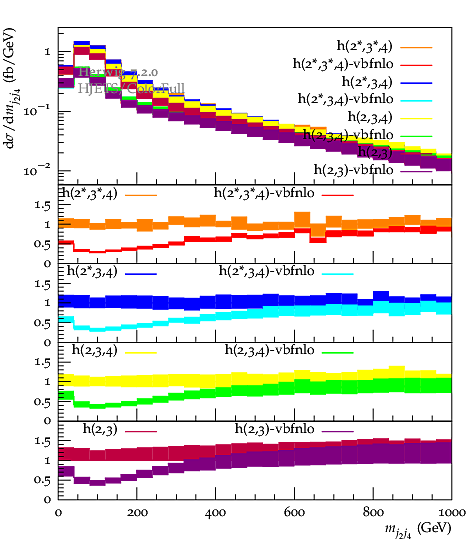 dσ/dm_{j2j4} (fb/GeV)
1
10⁻¹
10⁻²
Herwig 7.2.0
HJETS/ColorFull
h(2*,3*,4)
h(2*,3*,4)-vbfnlo
h(2*,3,4)
h(2*,3,4)-vbfnlo
h(2,3,4)
h(2,3,4)-vbfnlo
h(2,3)
h(2,3)-vbfnlo
h(2*,3*,4) h(2*,3*,4)-vbfnlo
1.5
1
0.5
0
h(2*,3,4) h(2*,3,4)-vbfnlo
1.5
1
0.5
0
h(2,3,4) h(2,3,4)-vbfnlo
1.5
1
0.5
0
h(2,3) h(2,3)-vbfnlo
1.5
1
0.5
0
0 200 400 600 800 1000
m_{j2j4} (GeV)